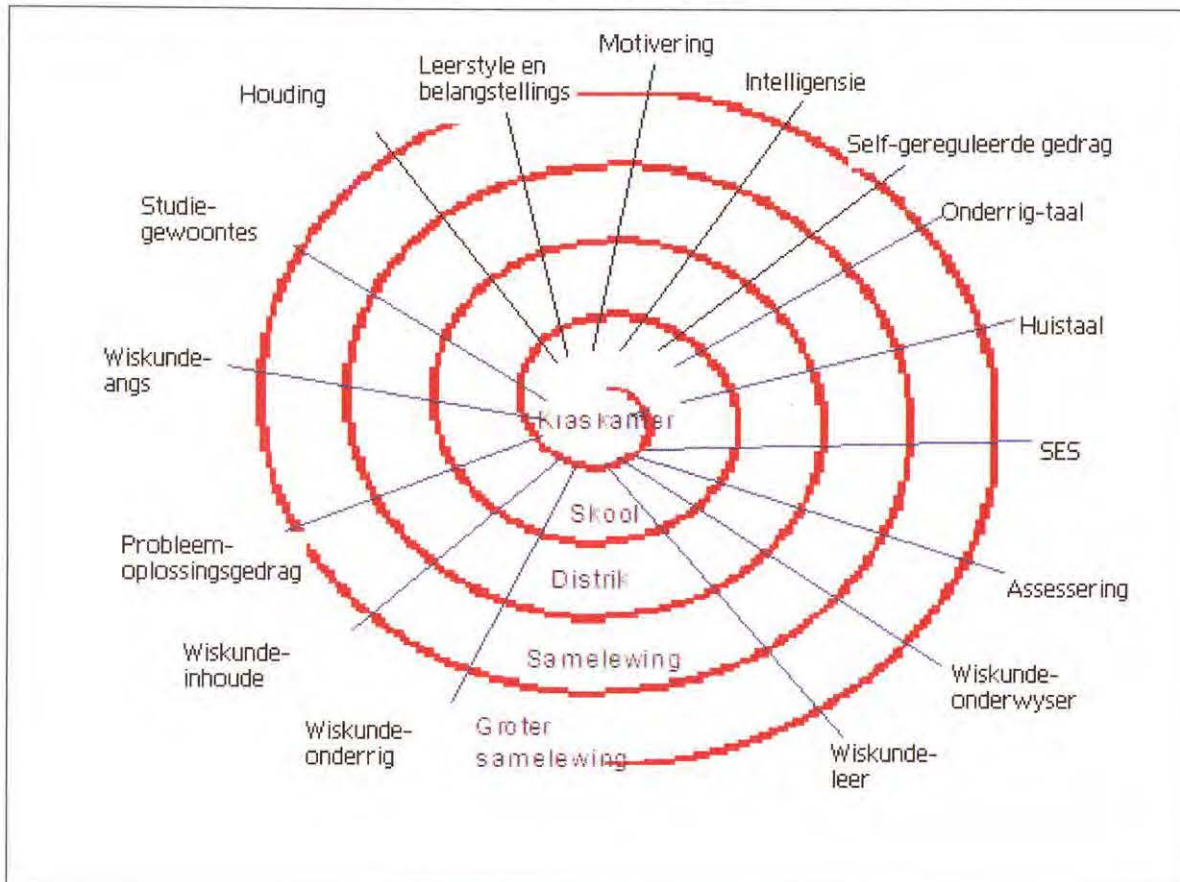 Motivering
Leerstyle en
belangstellings
Intelligensie
Houding
Self-gereguleerde gedrag
Studie-
gewoontes
Onderrig-taal
Huistaal
Wiskunde-
angs
Klaskamer
SES
Skool
Probleem-
oplossingsgedrag
Distrik
Assessering
Samelewing
Wiskunde-
inhoude
Wiskunde-
onderwyser
Wiskunde-
onderrig
Groter
samelewing
Wiskunde-
leer